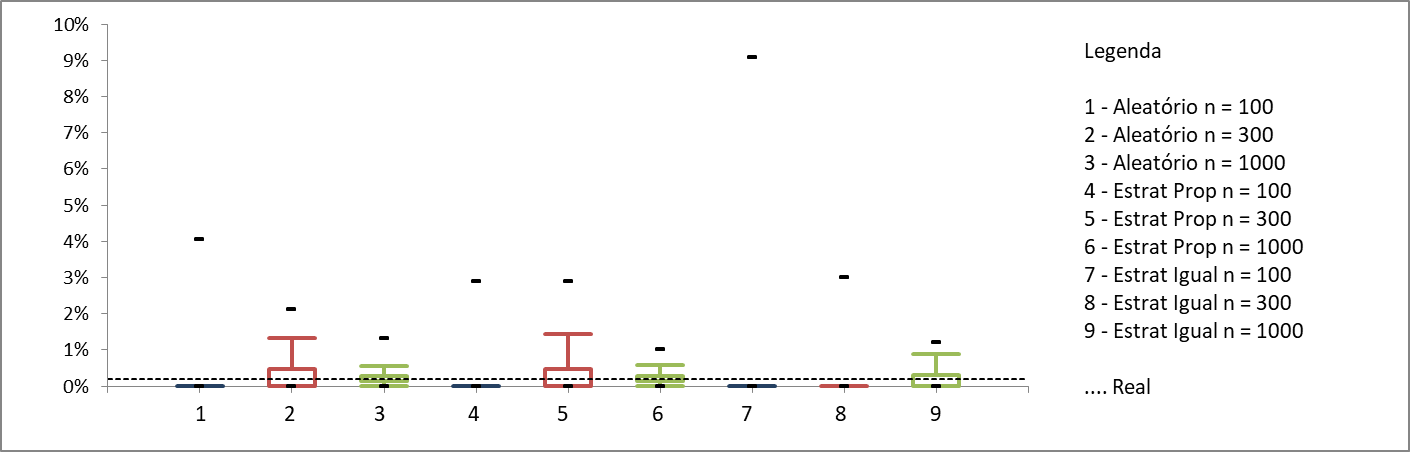 10%
9%
8%
7%
6%
5%
4%
3%
2%
1%
0%
1 2 3 4 5 6 7 8 9
Legenda
1 - Aleatório n = 100
2 - Aleatório n = 300
3 - Aleatório n = 1000
4 - Estrat Prop n = 100
5 - Estrat Prop n = 300
6 - Estrat Prop n = 1000
7 - Estrat Igual n = 100
8 - Estrat Igual n = 300
9 - Estrat Igual n = 1000
.... Real